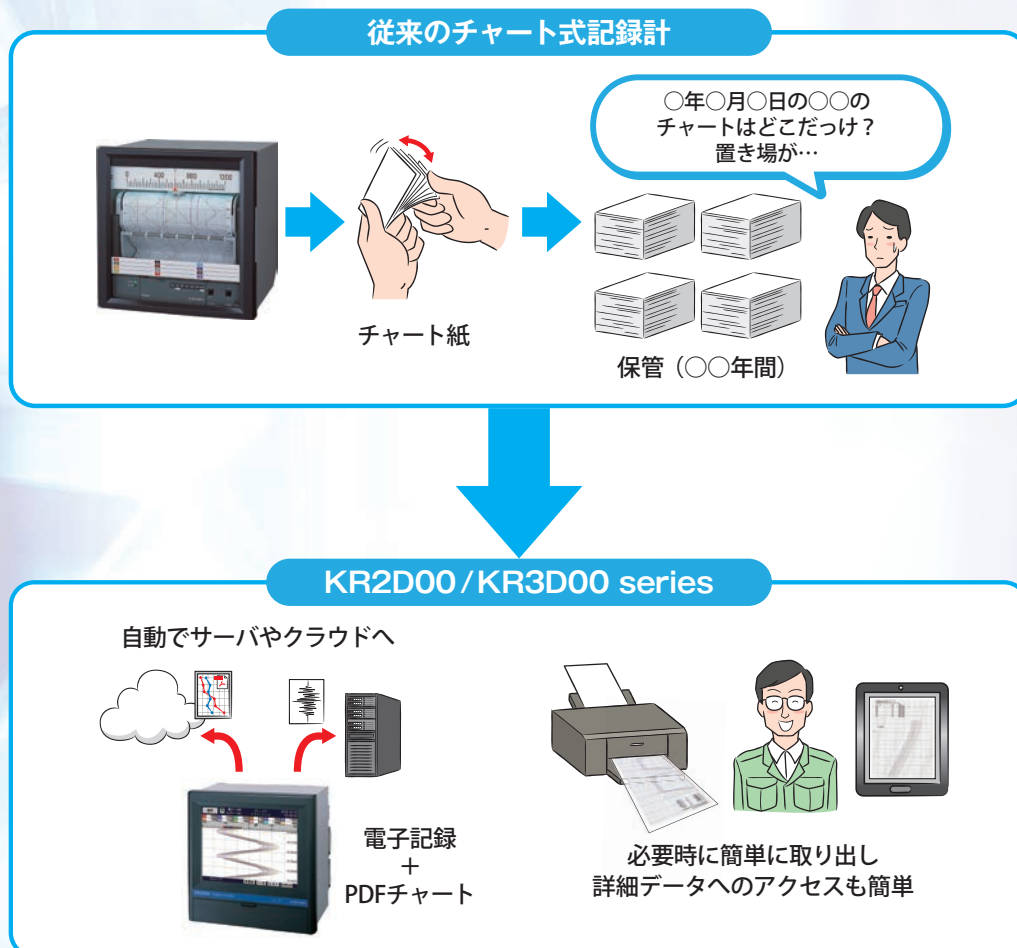 従来のチャート式記録計
○年○月○日の○○の
チャートはどこだっけ？
置き場が…
0 400 800 1200
チャート紙
保管（○○年間）
KR2D00/KR3D00 series
自動でサーバやクラウドへ
電子記録
+
PDFチャート
必要時に簡単に取り出し
詳細データへのアクセスも簡単